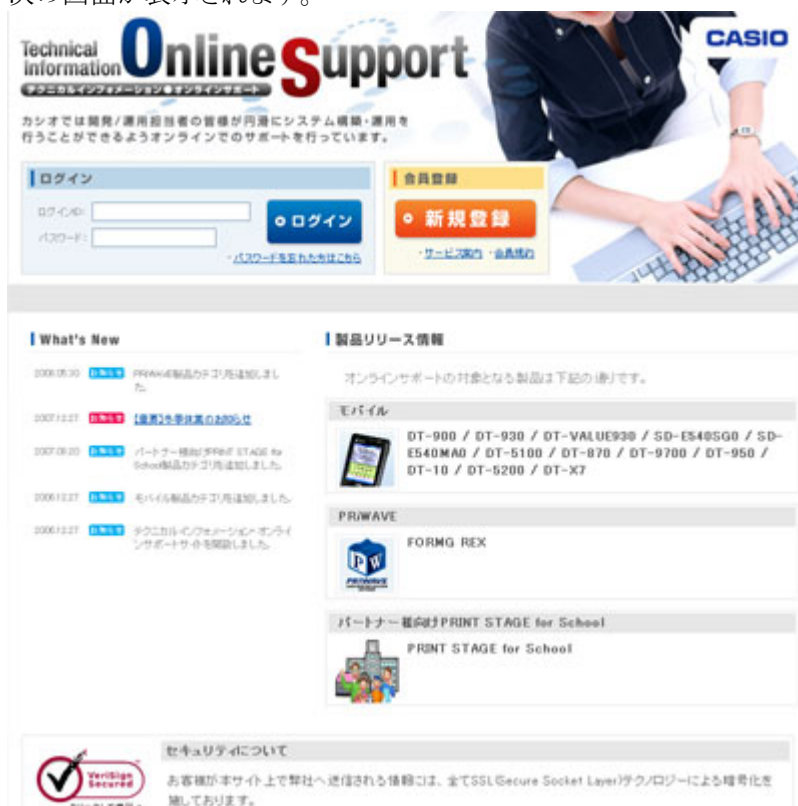 次の画面が表示されます。
CASIO
Technical
Information Online Support
テクニカルインフォメーション●オンラインサポート
カシオでは開発/運用担当者の皆様が円滑にシステム構築・運用を
行うことができるようオンラインでのサポートを行っています。
ログイン
ログインID:
パスワード:
ログイン
・パスワードを忘れた方はこちら
会員登録
新規登録
・サービス案内 ・会員規約
What's New
お知らせ PRiWAVE製品カテゴリを追加しまし
た。
2007.12.27 お知らせ 【重要】冬季休業のお知らせ
お知らせ パートナー様向けPRINT STAGE for
School製品カテゴリを追加しました。
2006.12.27 お知らせ モバイル製品カテゴリを追加しました。
2006.12.27 お知らせ テクニカル・インフォメーション・オンライ
ンサポートサイトを開設しました。
製品リリース情報
オンラインサポートの対象となる製品は下記の通りです。
モバイル
DT-900 / DT-930 / DT-VALUE930 / SD-E540SG0 / SD-
E540MA0 / DT-5100 / DT-870 / DT-9700 / DT-950 /
DT-10 / DT-5200 / DT-X7
PRiWAVE
FORMG REX
PW
PRIWAVE
パートナー様向けPRINT STAGE for School
PRINT STAGE for School
セキュリティについて
VeriSign
Secured
お客様が本サイト上で弊社へ送信される情報には、全てSSL(Secure Socket Layer)テクノロジーによる暗号化を
施しております。